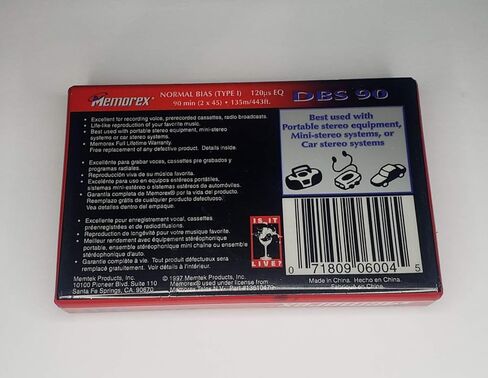 Memorex
NORMAL BIAS (TYPE I) 120µs EQ
90 min (2 x 45) • 135m/443ft.
DBS 90
• Excellent for recording voice, prerecorded cassettes, radio broadcasts.
• Life-like reproduction of your favorite music.
• Best used with portable stereo equipment, mini-stereo
systems or car stereo systems.
• Memorex Full Lifetime Warranty.
Free replacement of any defective product. Details inside.
• Excelénte para grabar voces, cassettes pre grabados y
programas radiales.
• Reproducción viva de su música favorita.
• Excelénte para uso en equipos estéreos portátiles,
sistemas mini-estéreo o sistemas estéreos de automóviles.
• Garantía completa de Memorex® por la vida del producto.
Reemplazo gratis de cualquier producto defectuoso.
Vea detalles dentro del empaque.
• Excellent pour enregistrement vocal, cassettes
préenregistrées et de radiodiffusions.
• Reproduction de longévité pour votre musique favorite.
• Meilleur rendement avec équipement stéréophonique
portable, ensemble stéréophonique mini chaîne ou ensemble
stéréophonique d'auto.
• Garantie complète à vie. Tout produit défectueux sera
remplacé gratuitement. Voir détails à l'intérieur.
Memtek Products, Inc.
10100 Pioneer Blvd. Suite 110
Santa Fe Springs, CA. 90670
© 1997 Memtek Products, Inc.
Memorex® used under license from
Memorex Telex N.V. Part #
IS IT
LIVE?
Best used with
Portable stereo equipment,
Mini-stereo systems, or
Car stereo systems
0 71809 06004 5
Made in China. Hecho en China.
Fabriqué en Chine.